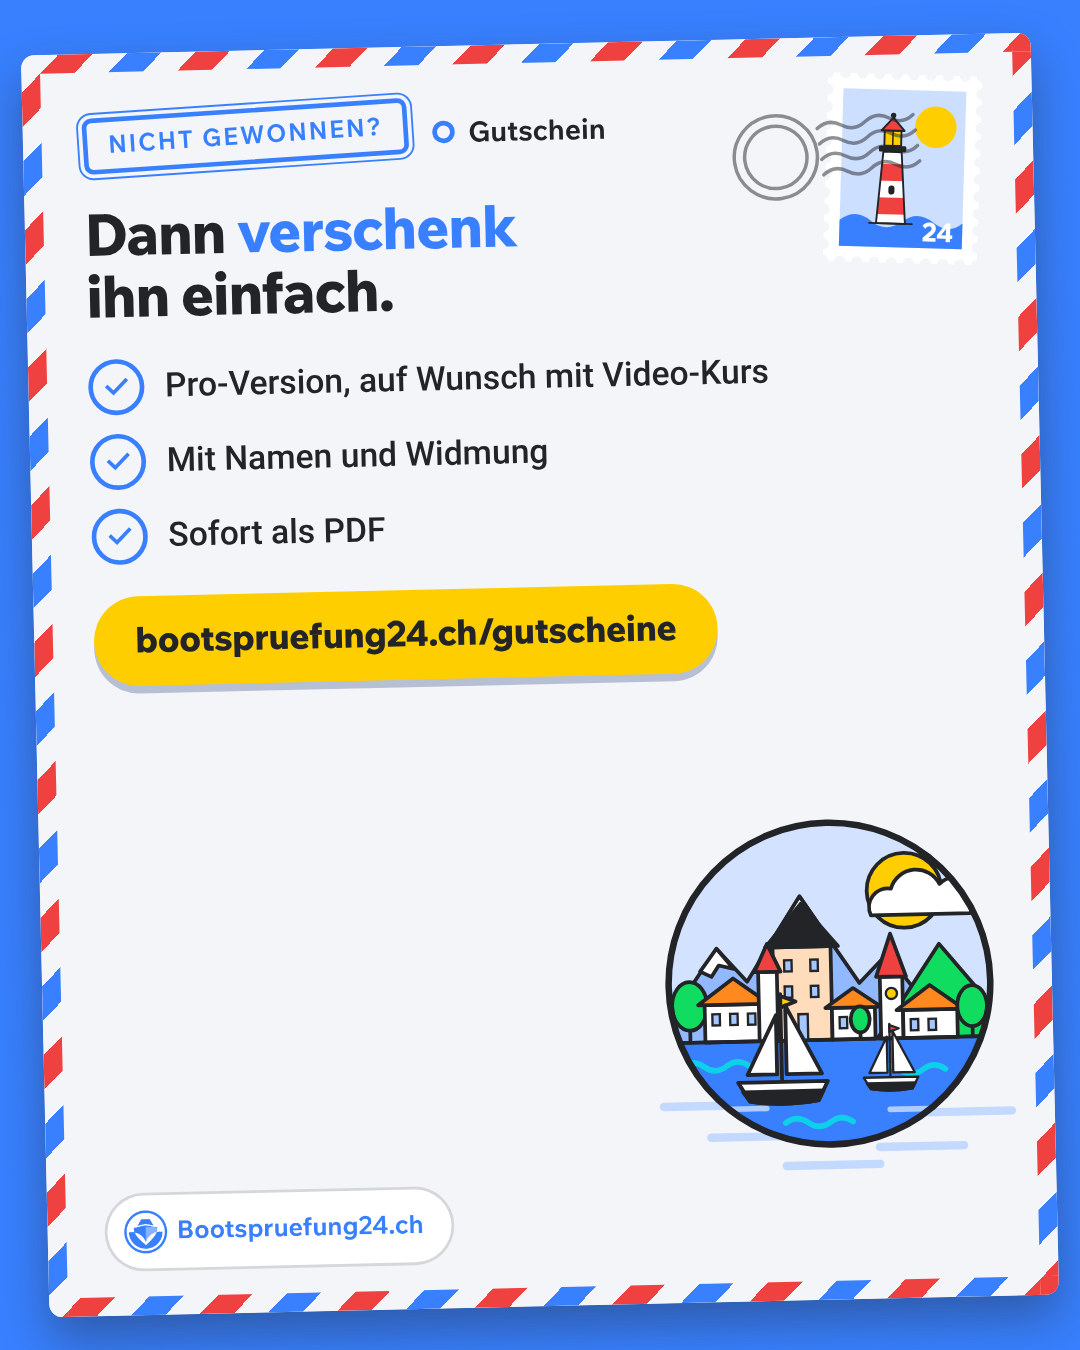 NICHT GEWONNEN?
Gutschein
24
Dann verschenk
ihn einfach.
Pro-Version, auf Wunsch mit Video-Kurs
Mit Namen und Widmung
Sofort als PDF
bootspruefung24.ch/gutscheine
Bootspruefung24.ch